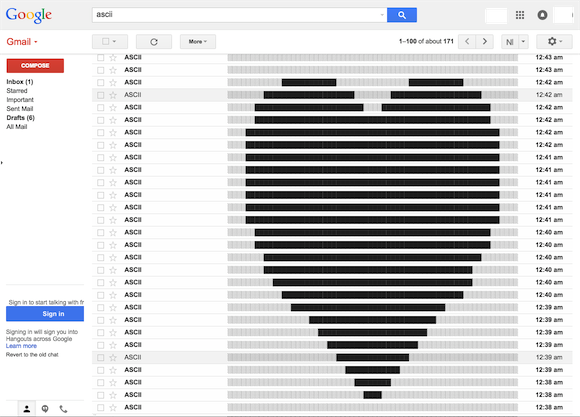 Google
ascii
Gmail
More
1–100 of about 171
COMPOSE
Inbox (1)
Starred
Important
Sent Mail
Drafts (6)
All Mail
ASCII 12:43 am
ASCII 12:43 am
ASCII 12:42 am
ASCII 12:42 am
ASCII 12:42 am
ASCII 12:42 am
ASCII 12:42 am
ASCII 12:42 am
ASCII 12:41 am
ASCII 12:41 am
ASCII 12:41 am
ASCII 12:41 am
ASCII 12:41 am
ASCII 12:41 am
ASCII 12:40 am
ASCII 12:40 am
ASCII 12:40 am
ASCII 12:40 am
ASCII 12:40 am
ASCII 12:40 am
ASCII 12:39 am
ASCII 12:39 am
ASCII 12:39 am
ASCII 12:39 am
ASCII 12:39 am
ASCII 12:39 am
ASCII 12:38 am
ASCII 12:38 am
ASCII 12:38 am
Sign in to start talking with fr
Sign in
Signing in will sign you into
Hangouts across Google
Learn more
Revert to the old chat